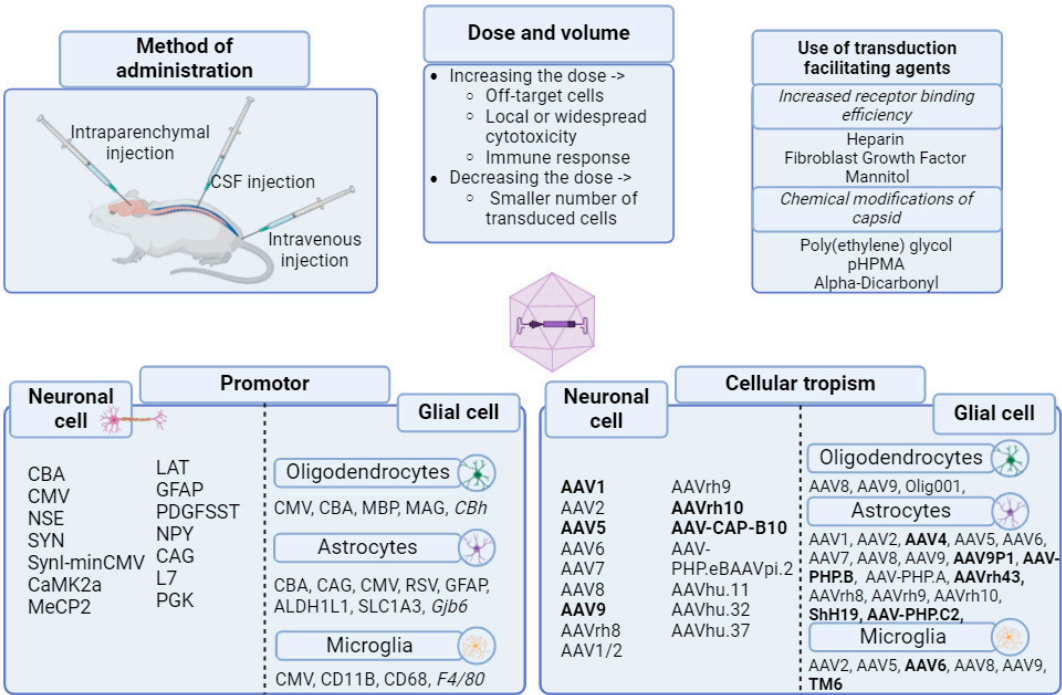 Method of
administration
Intraparenchymal
injection
CSF injection
Intravenous
injection
Dose and volume
• Increasing the dose ->
○ Off-target cells
○ Local or widespread
cytotoxicity
○ Immune response
• Decreasing the dose ->
○ Smaller number of
transduced cells
Use of transduction
facilitating agents
Increased receptor binding
efficiency
Heparin
Fibroblast Growth Factor
Mannitol
Chemical modifications of
capsid
Poly(ethylene) glycol
pHPMA
Alpha-Dicarbonyl
Promotor
Neuronal
cell
CBA
CMV
NSE
SYN
SynI-minCMV
CaMK2a
MeCP2
LAT
GFAP
PDGFSST
NPY
CAG
L7
PGK
Glial cell
Oligodendrocytes
CMV, CBA, MBP, MAG, CBh
Astrocytes
CBA, CAG, CMV, RSV, GFAP,
ALDH1L1, SLC1A3, Gjb6
Microglia
CMV, CD11B, CD68, F4/80
Cellular tropism
Neuronal
cell
AAV1
AAV2
AAV5
AAV6
AAV7
AAV8
AAV9
AAVrh8
AAV1/2
AAVrh9
AAVrh10
AAV-CAP-B10
AAV-
PHP.eBAAVpi.2
AAVhu.11
AAVhu.32
AAVhu.37
Glial cell
Oligodendrocytes
AAV8, AAV9, Olig001,
Astrocytes
AAV1, AAV2, AAV4, AAV5, AAV6,
AAV7, AAV8, AAV9, AAV9P1, AAV-
PHP.B, AAV-PHP.A, AAVrh43,
AAVrh8, AAVrh9, AAVrh10,
ShH19, AAV-PHP.C2,
Microglia
AAV2, AAV5, AAV6, AAV8, AAV9,
TM6